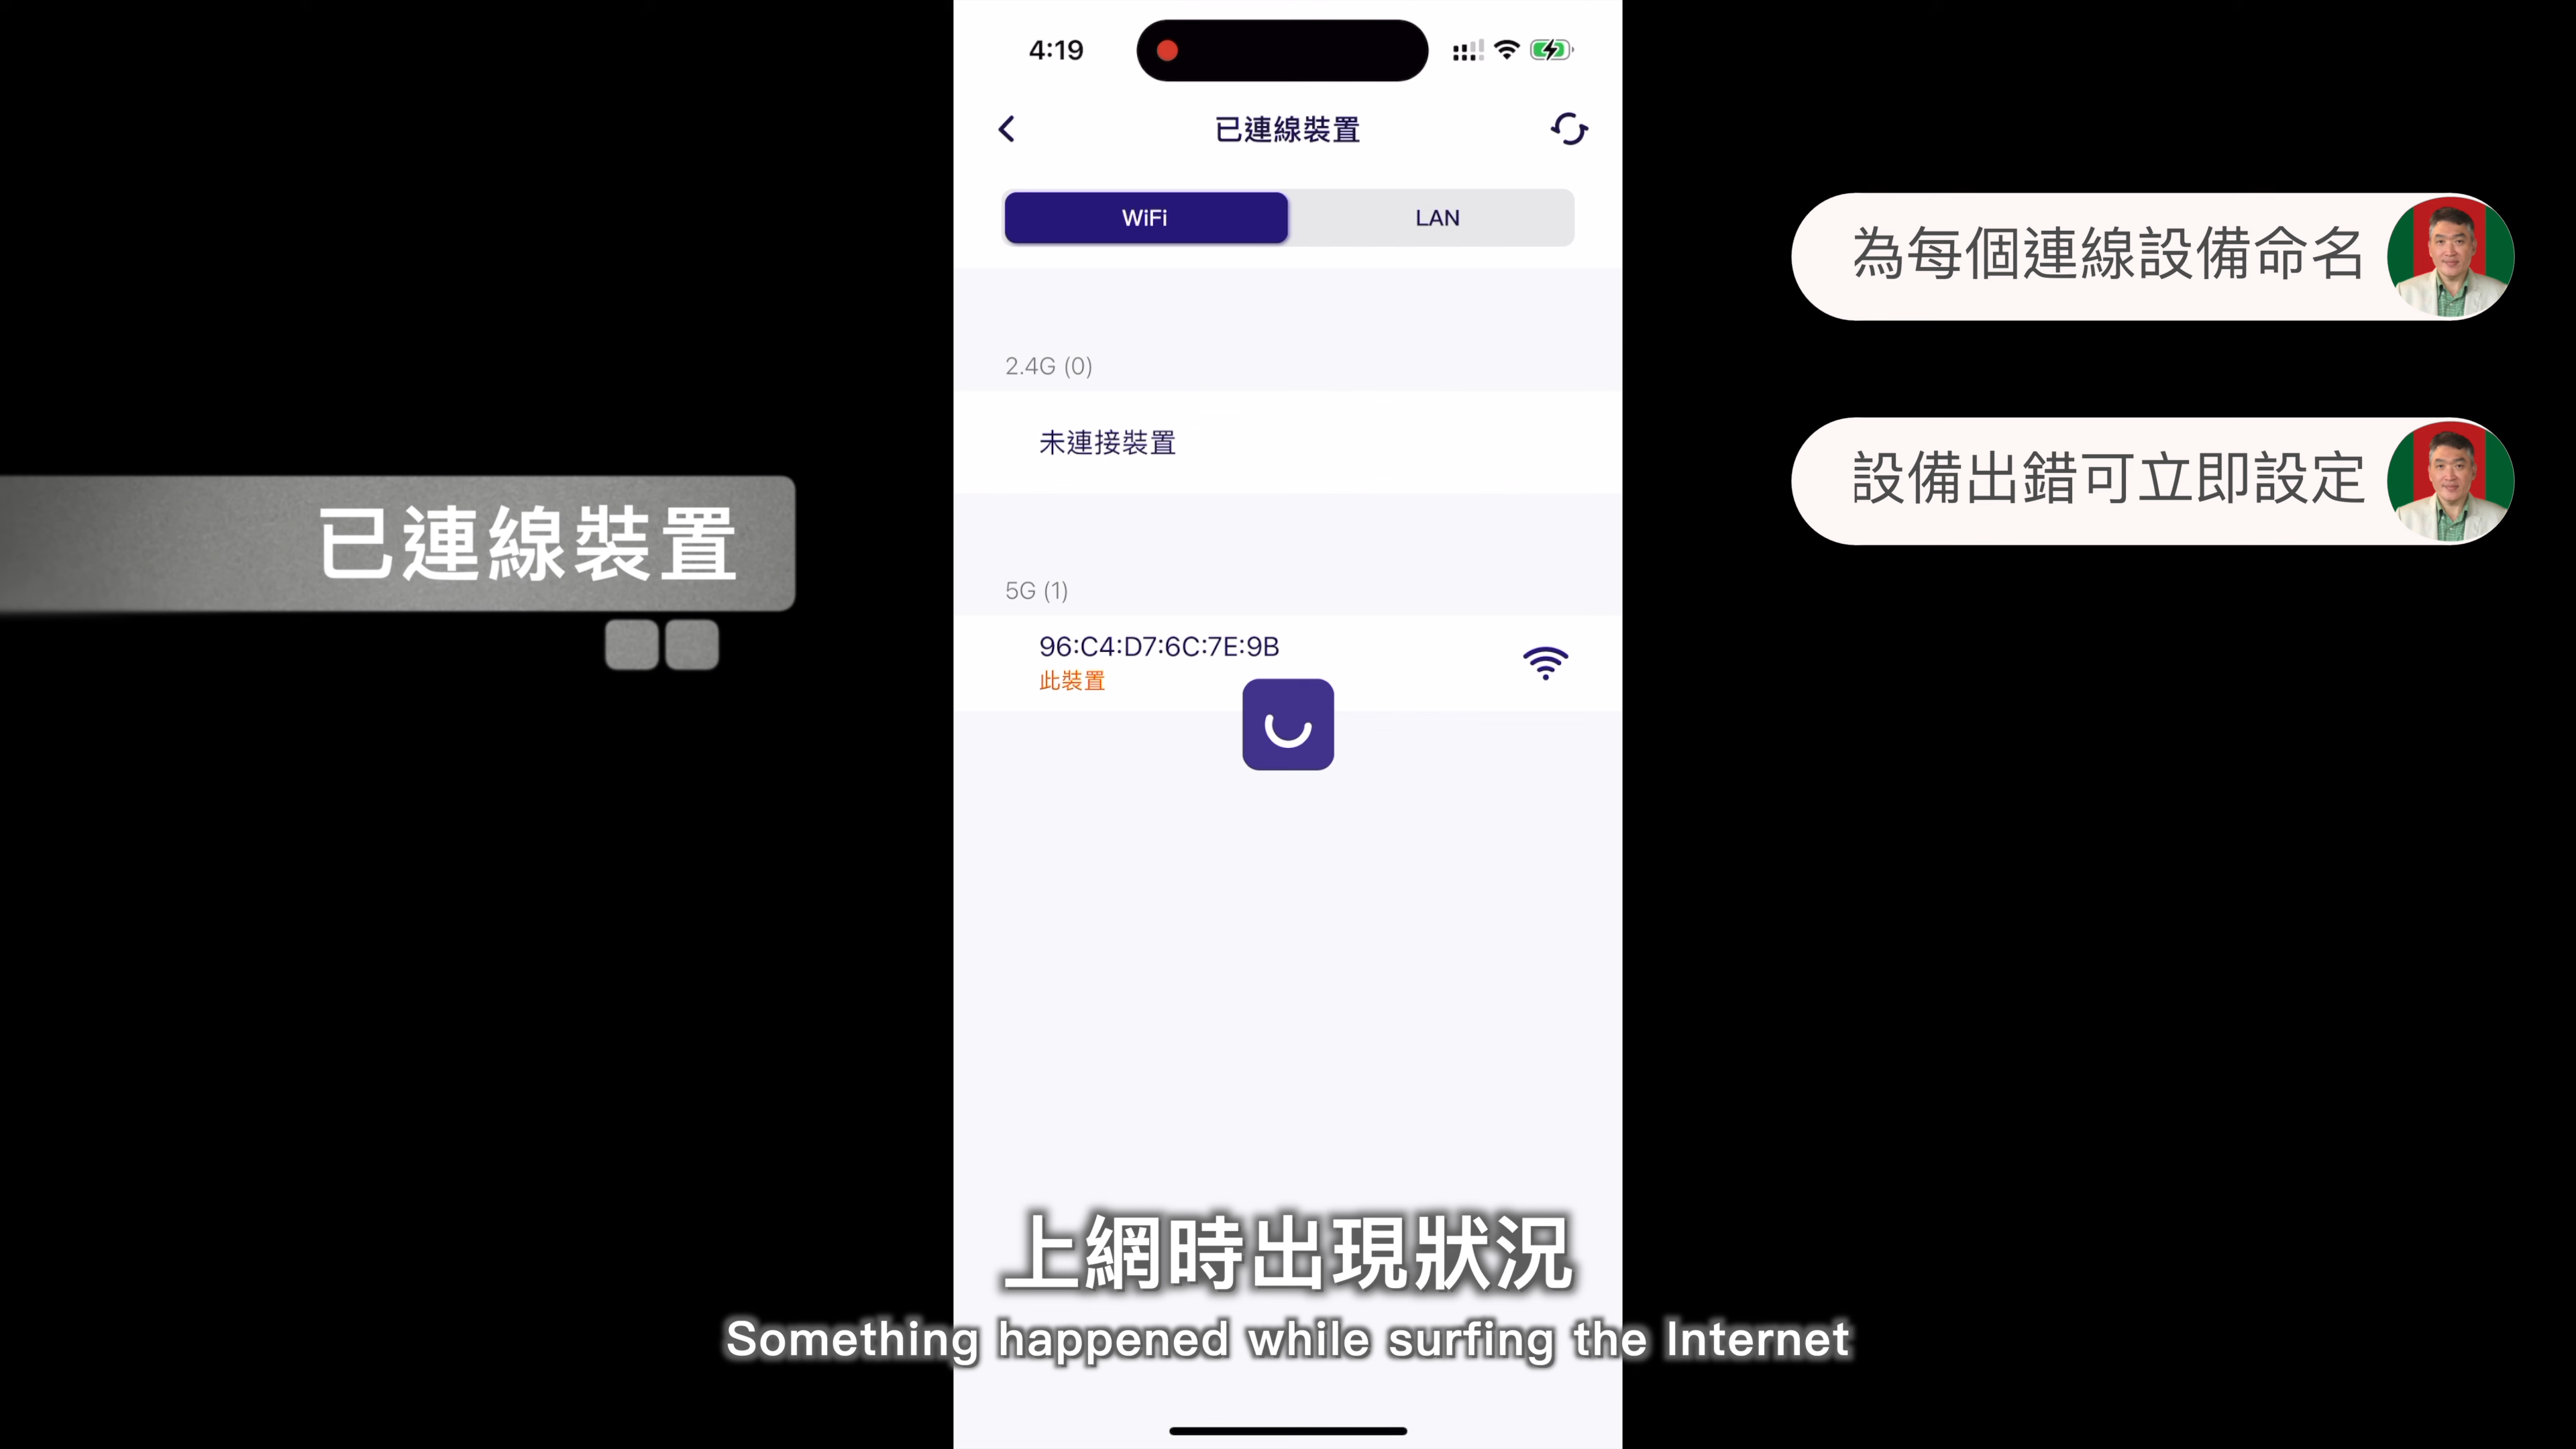 4:19
已連線裝置
WiFi
LAN
2.4G (0)
未連接裝置
5G (1)
96:C4:D7:6C:7E:9B
此裝置
已連線裝置
為每個連線設備命名
設備出錯可立即設定
上網時出現狀況
Something happened while surfing the Internet